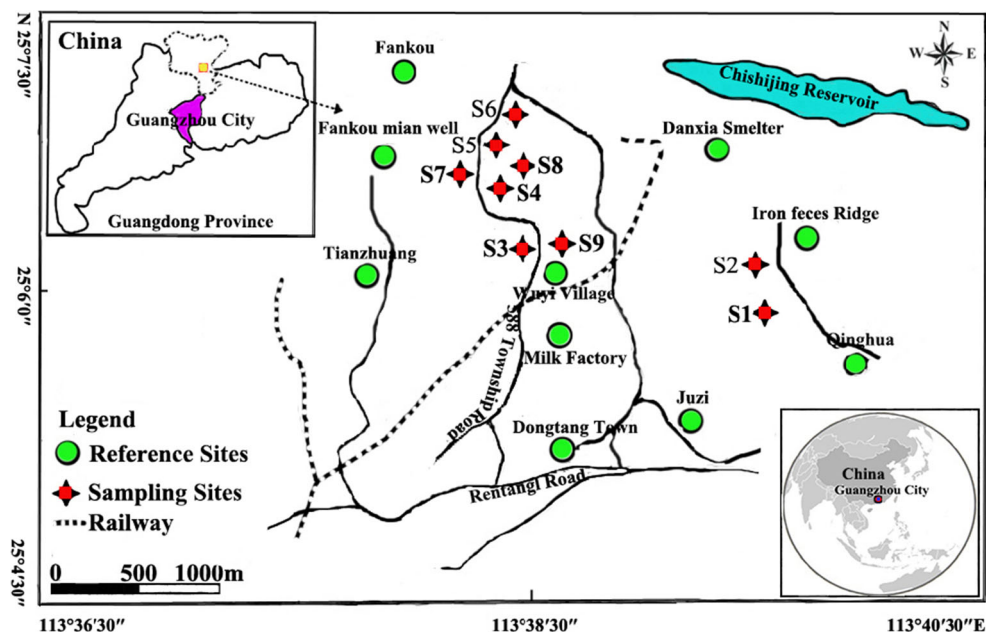 N 25°7'30"
China
Guangzhou City
Guangdong Province
Fankou
Fankou mian well
S6
S5
S7
S8
S4
Chishijing Reservoir
N
W
E
S
Danxia Smelter
Iron feces Ridge
Tianzhuang
S3
S9
S2
Wuyi Village
25°6'0"
S1
588 Township Road
Milk Factory
Qinghua
Juzi
Dongtang Town
Rentangl Road
Legend
Reference Sites
Sampling Sites
Railway
0 500 1000m
China
Guangzhou City
25°4'30"
113°36'30" 113°38'30" 113°40'30"E